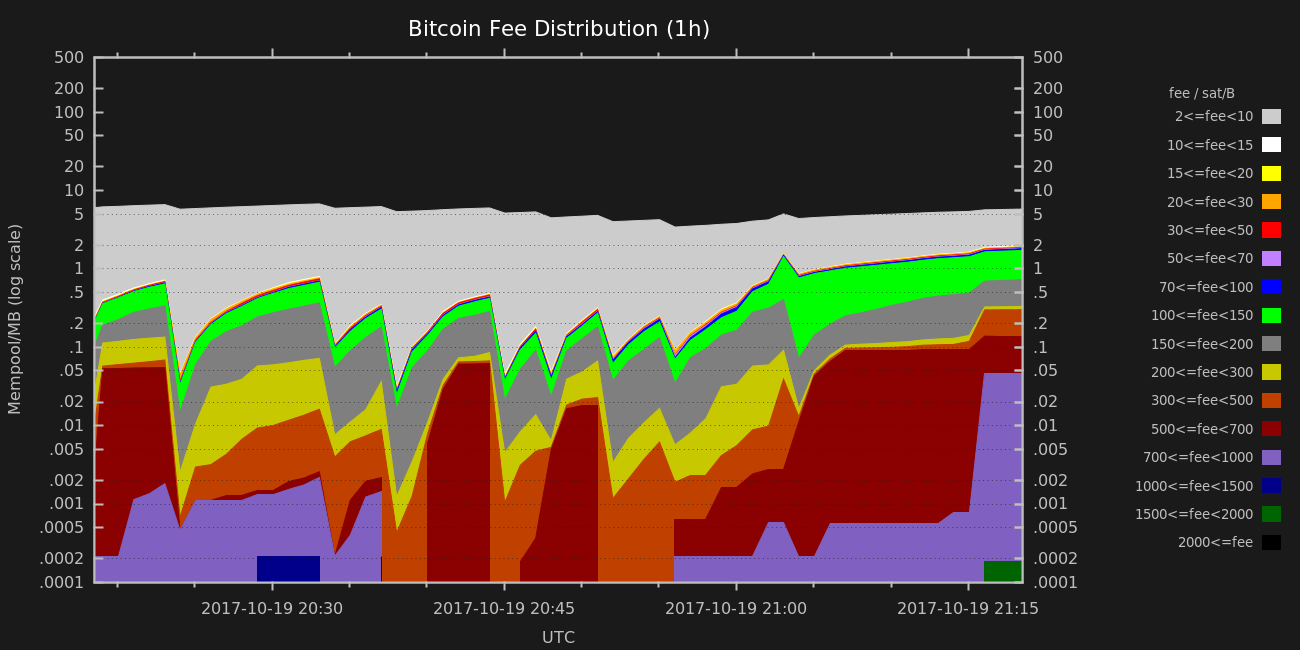 Bitcoin Fee Distribution (1h)
Mempool/MB (log scale)
500
200
100
50
20
10
5
2
1
.5
.2
.1
.05
.02
.01
.005
.002
.001
.0005
.0002
.0001
500
200
100
50
20
10
5
2
1
.5
.2
.1
.05
.02
.01
.005
.002
.001
.0005
.0002
.0001
2017-10-19 20:30
2017-10-19 20:45
2017-10-19 21:00
2017-10-19 21:15
UTC
fee / sat/B
2<=fee<10
10<=fee<15
15<=fee<20
20<=fee<30
30<=fee<50
50<=fee<70
70<=fee<100
100<=fee<150
150<=fee<200
200<=fee<300
300<=fee<500
500<=fee<700
700<=fee<1000
1000<=fee<1500
1500<=fee<2000
2000<=fee